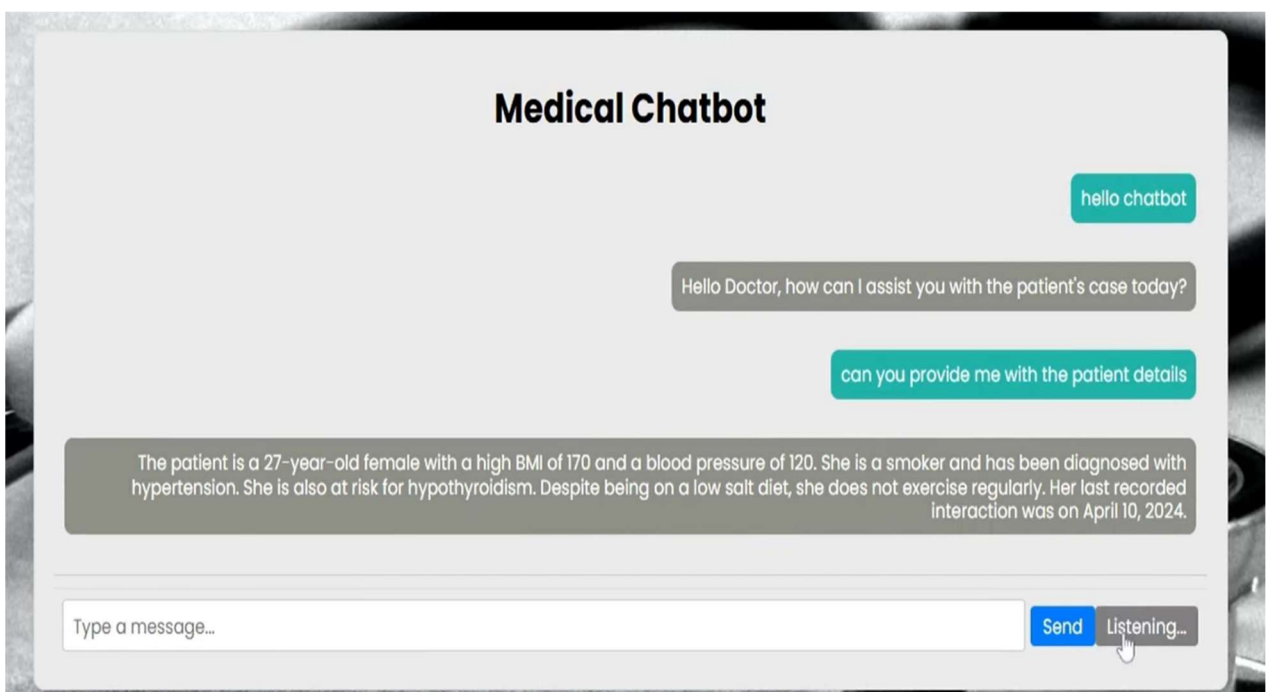 Medical Chatbot
hello chatbot
Hello Doctor, how can I assist you with the patient's case today?
can you provide me with the patient details
The patient is a 27-year-old female with a high BMI of 170 and a blood pressure of 120. She is a smoker and has been diagnosed with
hypertension. She is also at risk for hypothyroidism. Despite being on a low salt diet, she does not exercise regularly. Her last recorded
interaction was on April 10, 2024.
Type a message...
Send
Listening...